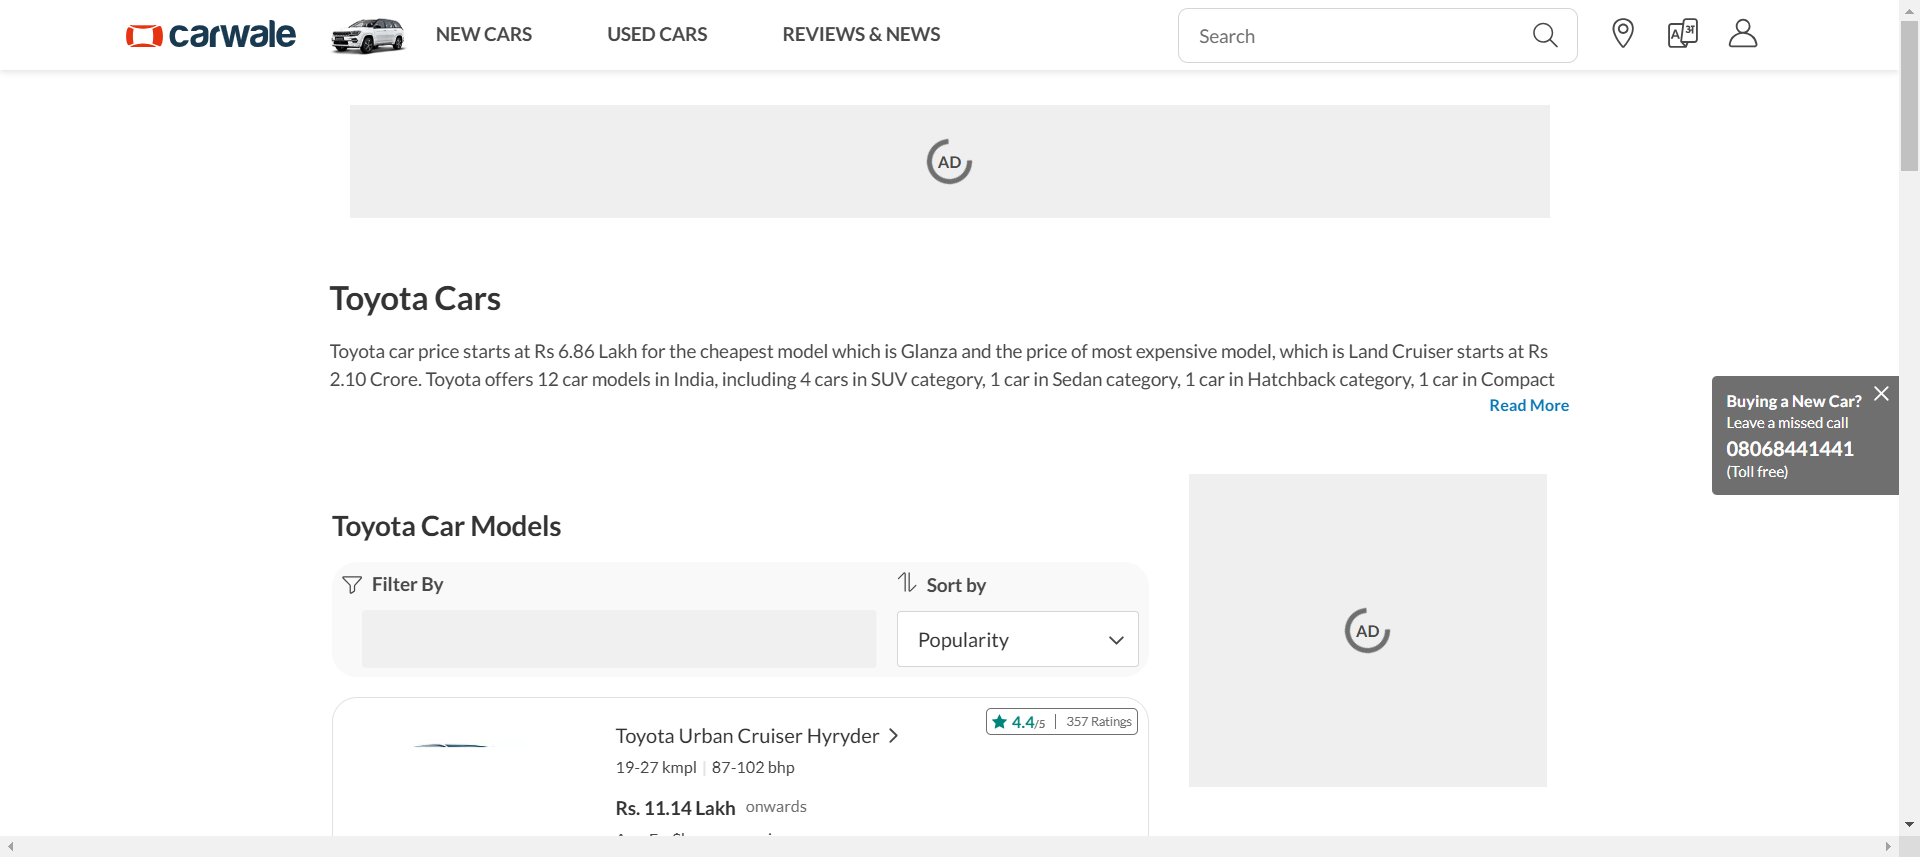 carwale NEW CARS USED CARS REVIEWS & NEWS Search A अ
AD
Toyota Cars
Toyota car price starts at Rs 6.86 Lakh for the cheapest model which is Glanza and the price of most expensive model, which is Land Cruiser starts at Rs
2.10 Crore. Toyota offers 12 car models in India, including 4 cars in SUV category, 1 car in Sedan category, 1 car in Hatchback category, 1 car in Compact
Read More
Buying a New Car?
Leave a missed call
08068441441
(Toll free)
Toyota Car Models
Filter By
Sort by
Popularity
AD
4.4/5 | 357 Ratings
Toyota Urban Cruiser Hyryder
19-27 kmpl | 87-102 bhp
Rs. 11.14 Lakh onwards